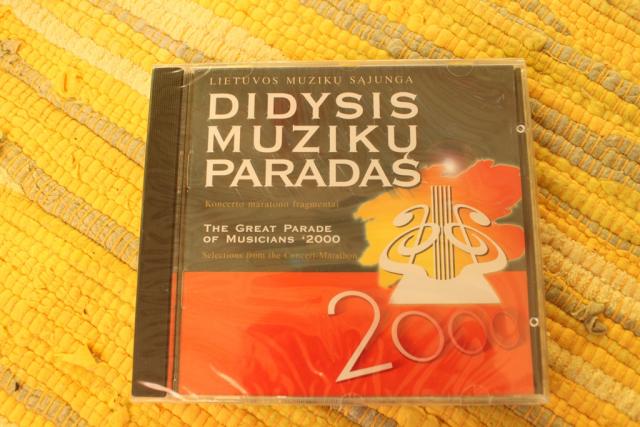 LIETUVOS MUZIKŲ SĄJUNGA
DIDYSIS
MUZIKŲ
PARADAS
Koncerto maratono fragmentai
THE GREAT PARADE
OF MUSICIANS '2000
Selections from the Concert-Marathon
2000